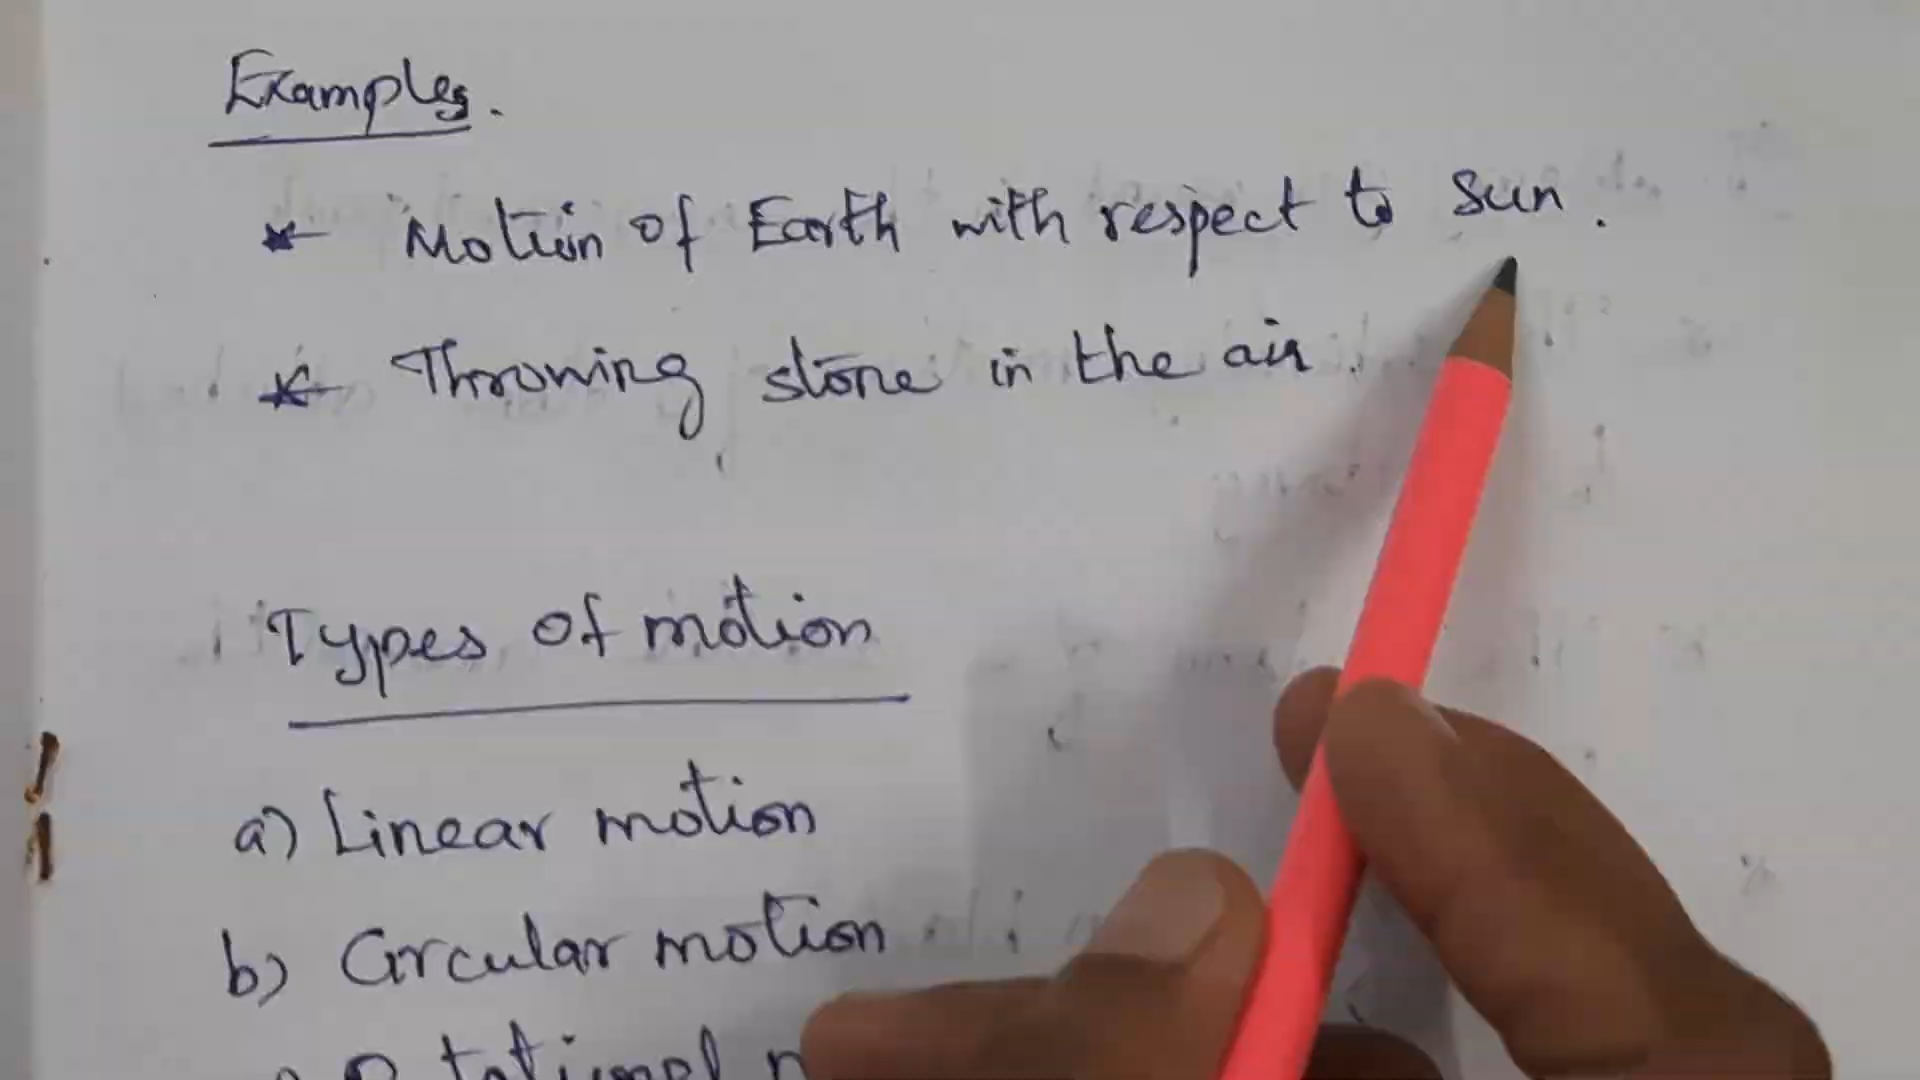 Examples.
* Motion of Earth with respect to Sun.
* Throwing stone in the air.
Types of motion
a) Linear motion
b) Circular motion